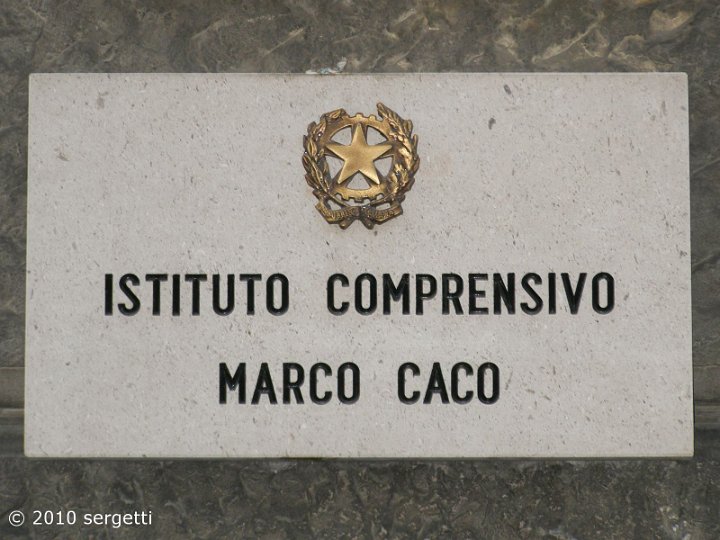 ISTITUTO COMPRENSIVO
MARCO CACO
© 2010 sergetti